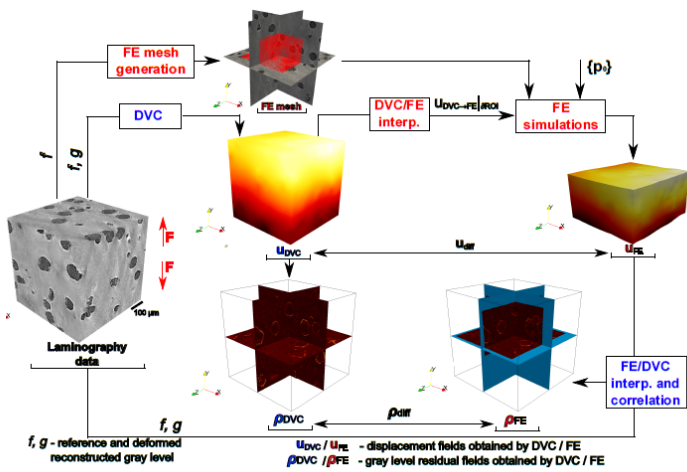 FE mesh
generation
FE mesh
{p₀}
DVC
DVC/FE
interp.
u_DVC→FE|∂ROI
FE
simulations
f
f, g
F
F
100 µm
u_DVC
u_diff
u_FE
Laminography
data
FE/DVC
interp. and
correlation
ρ_DVC
ρ_diff
ρ_FE
f, g
f, g - reference and deformed
reconstructed gray level
u_DVC / u_FE - displacement fields obtained by DVC / FE
ρ_DVC / ρ_FE - gray level residual fields obtained by DVC / FE